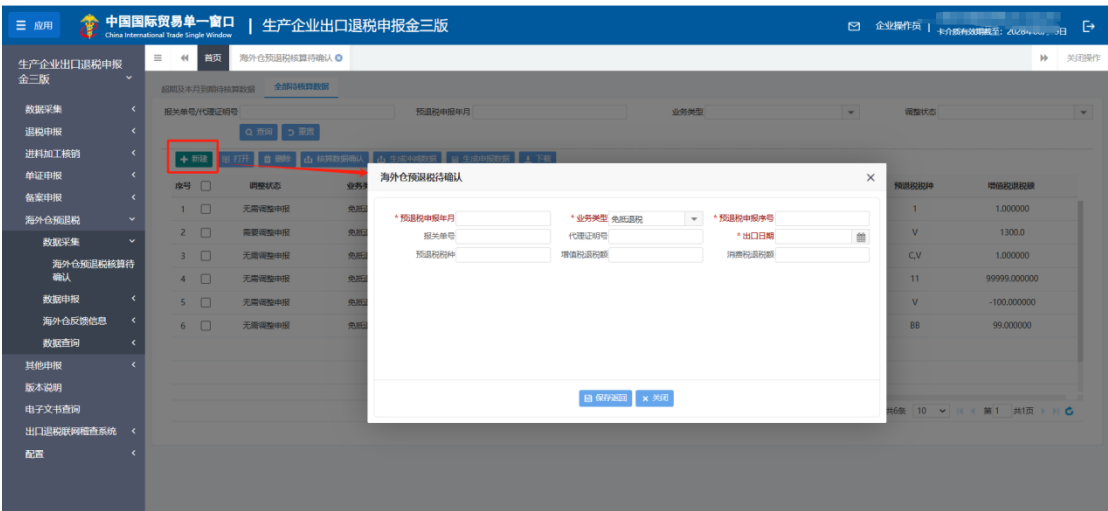 应用
中国国际贸易单一窗口 | 生产企业出口退税申报金三版
China International Trade Single Window
企业操作员 |
卡介质有效期截至：
生产企业出口退税申报金三版
数据采集
退税申报
进料加工核销
单证申报
备案申报
海外仓预退税
数据采集
海外仓预退税核算待确认
数据申报
海外仓反馈信息
数据查询
其他申报
版本说明
电子文书查询
出口退税联网稽查系统
配置
首页 海外仓预退税核算待确认 关闭操作
超期及本月到期待核算数据 全部待核算数据
报关单号/代理证明号 预退税申报年月 业务类型 调整状态
查询 重置
新建 打开 删除 核算数据确认 生成冲减数据 生成申报数据 下载
序号 调整状态 业务类 预退税税种 增值税退税额
1 无需调整申报 免抵退 1 1.000000
2 需要调整申报 免抵退 V 1300.0
3 无需调整申报 免抵退 C,V 1.000000
4 无需调整申报 免抵退 11 99999.000000
5 无需调整申报 免抵退 V -100.000000
6 无需调整申报 免抵退 BB 99.000000
共6条 10 第 1 共1页
海外仓预退税待确认
* 预退税申报年月 * 业务类型 免抵退税 * 预退税申报序号
报关单号 代理证明号 * 出口日期
预退税税种 增值税退税额 消费税退税额
保存返回 × 关闭